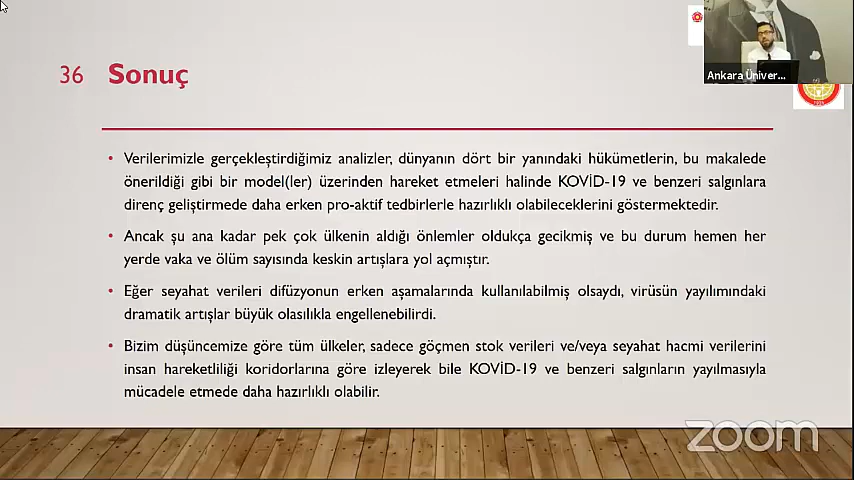 36 Sonuç
Ankara Üniver...
• Verilerimizle gerçekleştirdiğimiz analizler, dünyanın dört bir yanındaki hükümetlerin, bu makalede
önerildiği gibi bir model(ler) üzerinden hareket etmeleri halinde KOVİD-19 ve benzeri salgınlara
direnç geliştirmede daha erken pro-aktif tedbirlerle hazırlıklı olabileceklerini göstermektedir.
• Ancak şu ana kadar pek çok ülkenin aldığı önlemler oldukça gecikmiş ve bu durum hemen her
yerde vaka ve ölüm sayısında keskin artışlara yol açmıştır.
• Eğer seyahat verileri difüzyonun erken aşamalarında kullanılabilmiş olsaydı, virüsün yayılımındaki
dramatik artışlar büyük olasılıkla engellenebilirdi.
• Bizim düşüncemize göre tüm ülkeler, sadece göçmen stok verileri ve/veya seyahat hacmi verilerini
insan hareketliliği koridorlarına göre izleyerek bile KOVİD-19 ve benzeri salgınların yayılmasıyla
mücadele etmede daha hazırlıklı olabilir.
zoom